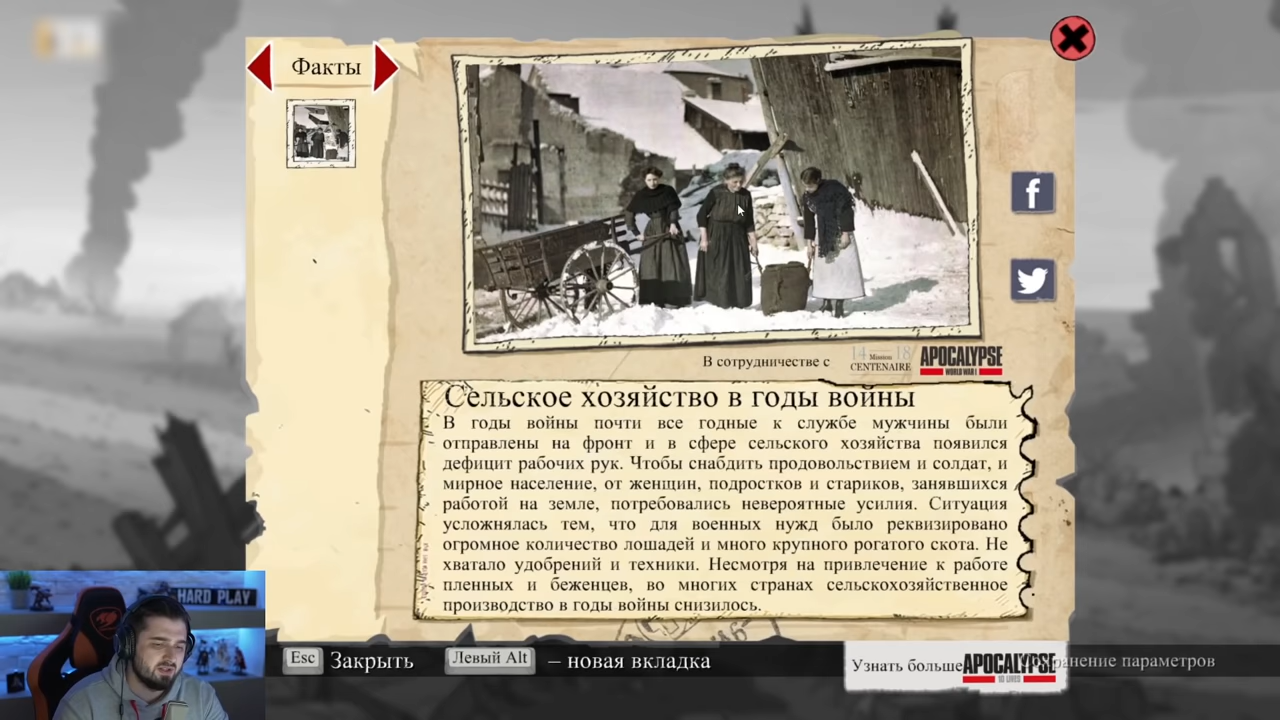 Факты
В сотрудничестве с
14 Mission 18
CENTENAIRE
APOCALYPSE
WORLD WAR I
Сельское хозяйство в годы войны
В годы войны почти все годные к службе мужчины были
отправлены на фронт и в сфере сельского хозяйства появился
дефицит рабочих рук. Чтобы снабдить продовольствием и солдат, и
мирное население, от женщин, подростков и стариков, занявшихся
работой на земле, потребовались невероятные усилия. Ситуация
усложнялась тем, что для военных нужд было реквизировано
огромное количество лошадей и много крупного рогатого скота. Не
хватало удобрений и техники. Несмотря на привлечение к работе
пленных и беженцев, во многих странах сельскохозяйственное
производство в годы войны снизилось.
HARD PLAY
Esc Закрыть
Левый Alt – новая вкладка
Узнать больше
APOCALYPSE
10 LIVES
параметров